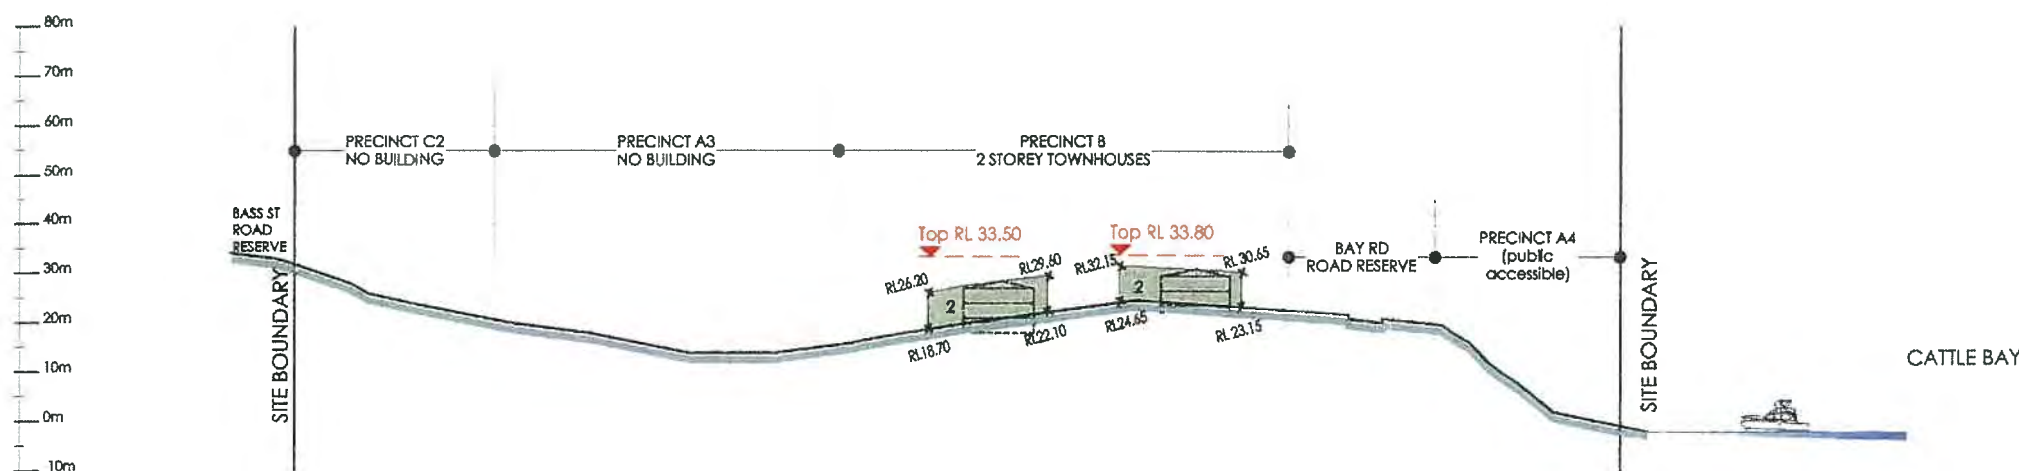 80m
70m
60m
50m
40m
30m
20m
10m
0m
10m
BASS ST
ROAD
RESERVE
SITE BOUNDARY
PRECINCT C2
NO BUILDING
PRECINCT A3
NO BUILDING
PRECINCT B
2 STOREY TOWNHOUSES
Top RL 33.50
RL26.20
RL29.60
2
RL18.70
RL22.10
Top RL 33.80
RL32.15
RL 30.65
2
RL24.65
RL 23.15
BAY RD
ROAD RESERVE
PRECINCT A4
(public
accessible)
SITE BOUNDARY
CATTLE BAY